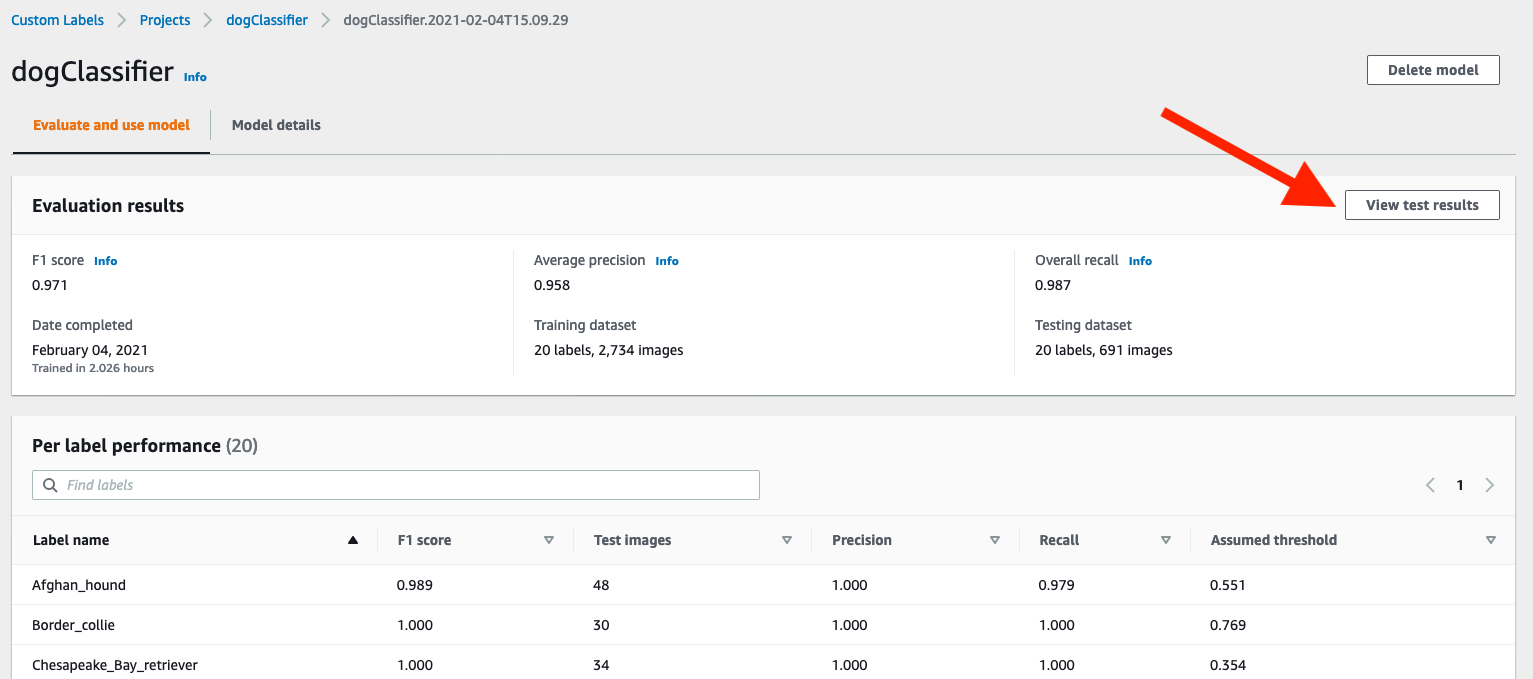 Custom Labels Projects dogClassifier dogClassifier.2021-02-04T15.09.29
dogClassifier Info
Delete model
Evaluate and use model Model details
Evaluation results
View test results
F1 score Info
0.971
Date completed
February 04, 2021
Trained in 2.026 hours
Average precision Info
0.958
Training dataset
20 labels, 2,734 images
Overall recall Info
0.987
Testing dataset
20 labels, 691 images
Per label performance (20)
Find labels
1
Label name F1 score Test images Precision Recall Assumed threshold
Afghan_hound 0.989 48 1.000 0.979 0.551
Border_collie 1.000 30 1.000 1.000 0.769
Chesapeake_Bay_retriever 1.000 34 1.000 1.000 0.354